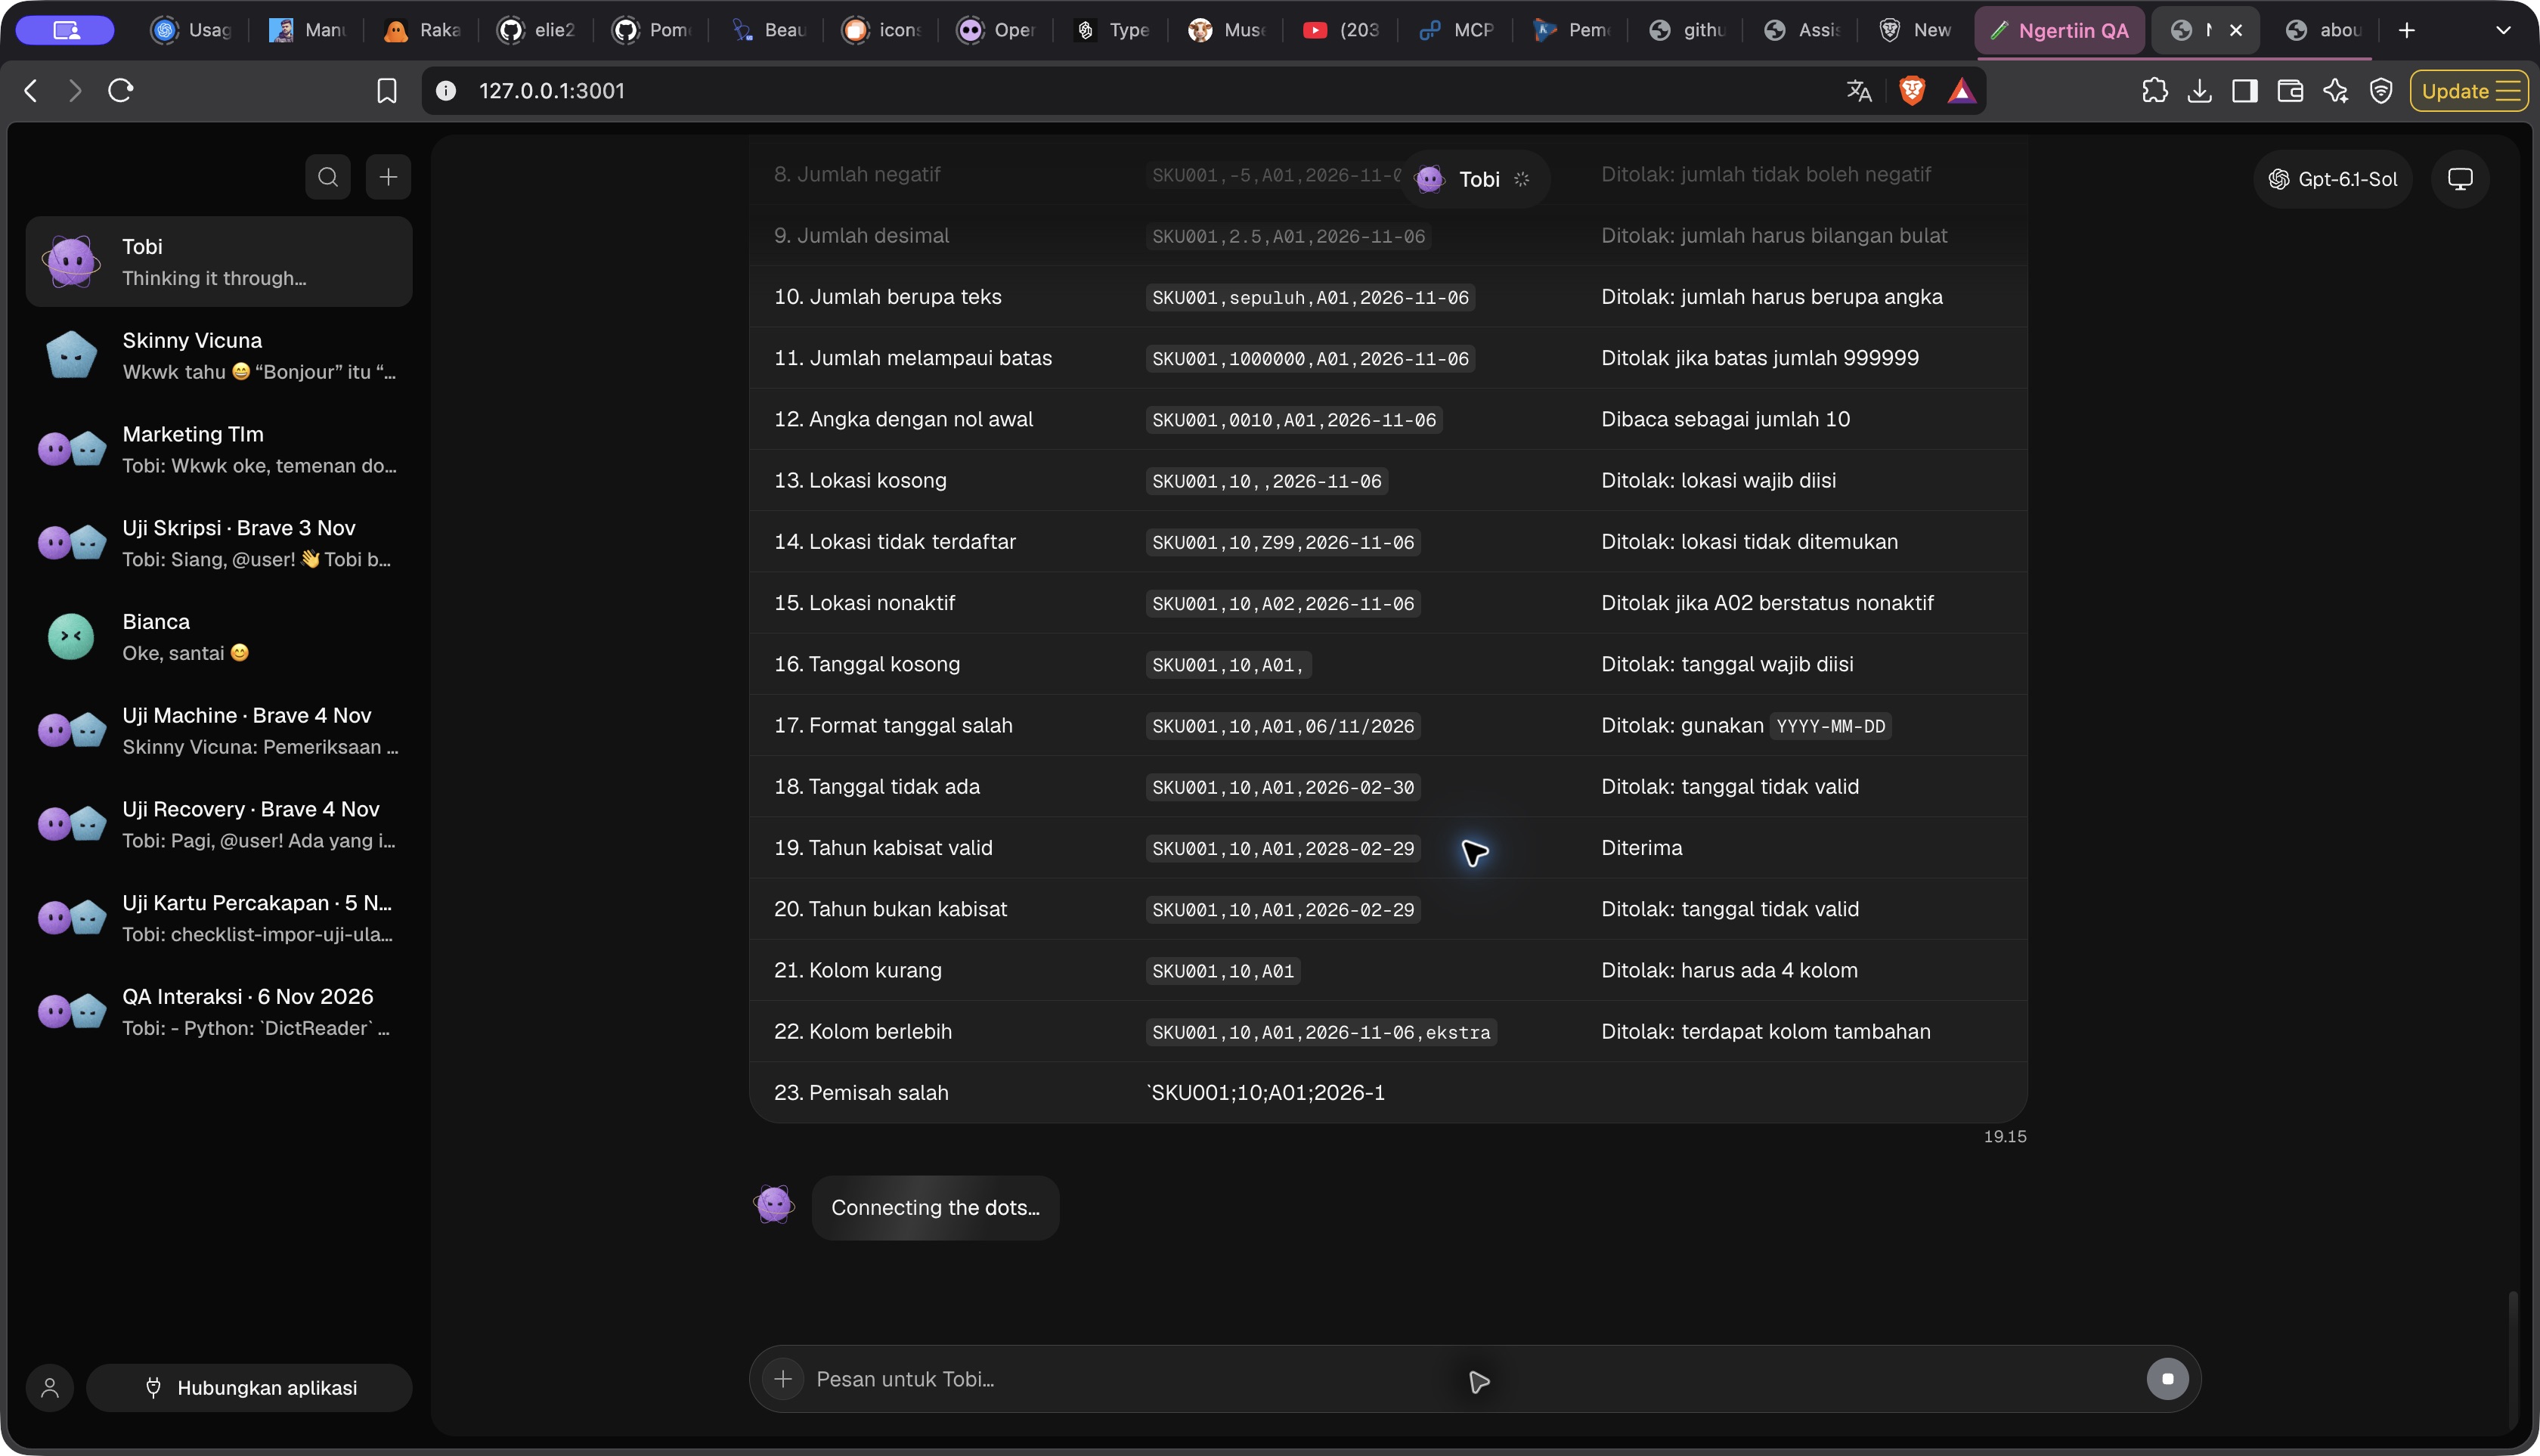 Usag
Manu
Raka
elie2
Pome
Beau
icons
Oper
Type
Muse
(203
MCP
Peme
githu
Assis
New
Ngertiin QA
abou
127.0.0.1:3001
Update
Tobi
Gpt-6.1-Sol
Tobi
Thinking it through...
Skinny Vicuna
Wkwk tahu 😄 “Bonjour” itu “...
Marketing TIm
Tobi: Wkwk oke, temenan do...
Uji Skripsi · Brave 3 Nov
Tobi: Siang, @user! 👋 Tobi b...
Bianca
Oke, santai 😊
Uji Machine · Brave 4 Nov
Skinny Vicuna: Pemeriksaan ...
Uji Recovery · Brave 4 Nov
Tobi: Pagi, @user! Ada yang i...
Uji Kartu Percakapan · 5 N...
Tobi: checklist-impor-uji-ula...
QA Interaksi · 6 Nov 2026
Tobi: - Python: `DictReader` ...
Hubungkan aplikasi
8. Jumlah negatif SKU001,-5,A01,2026-11-0 Ditolak: jumlah tidak boleh negatif
9. Jumlah desimal SKU001,2.5,A01,2026-11-06 Ditolak: jumlah harus bilangan bulat
10. Jumlah berupa teks SKU001,sepuluh,A01,2026-11-06 Ditolak: jumlah harus berupa angka
11. Jumlah melampaui batas SKU001,1000000,A01,2026-11-06 Ditolak jika batas jumlah 999999
12. Angka dengan nol awal SKU001,0010,A01,2026-11-06 Dibaca sebagai jumlah 10
13. Lokasi kosong SKU001,10,,2026-11-06 Ditolak: lokasi wajib diisi
14. Lokasi tidak terdaftar SKU001,10,Z99,2026-11-06 Ditolak: lokasi tidak ditemukan
15. Lokasi nonaktif SKU001,10,A02,2026-11-06 Ditolak jika A02 berstatus nonaktif
16. Tanggal kosong SKU001,10,A01, Ditolak: tanggal wajib diisi
17. Format tanggal salah SKU001,10,A01,06/11/2026 Ditolak: gunakan YYYY-MM-DD
18. Tanggal tidak ada SKU001,10,A01,2026-02-30 Ditolak: tanggal tidak valid
19. Tahun kabisat valid SKU001,10,A01,2028-02-29 Diterima
20. Tahun bukan kabisat SKU001,10,A01,2026-02-29 Ditolak: tanggal tidak valid
21. Kolom kurang SKU001,10,A01 Ditolak: harus ada 4 kolom
22. Kolom berlebih SKU001,10,A01,2026-11-06,ekstra Ditolak: terdapat kolom tambahan
23. Pemisah salah `SKU001;10;A01;2026-1
19.15
Connecting the dots...
Pesan untuk Tobi...